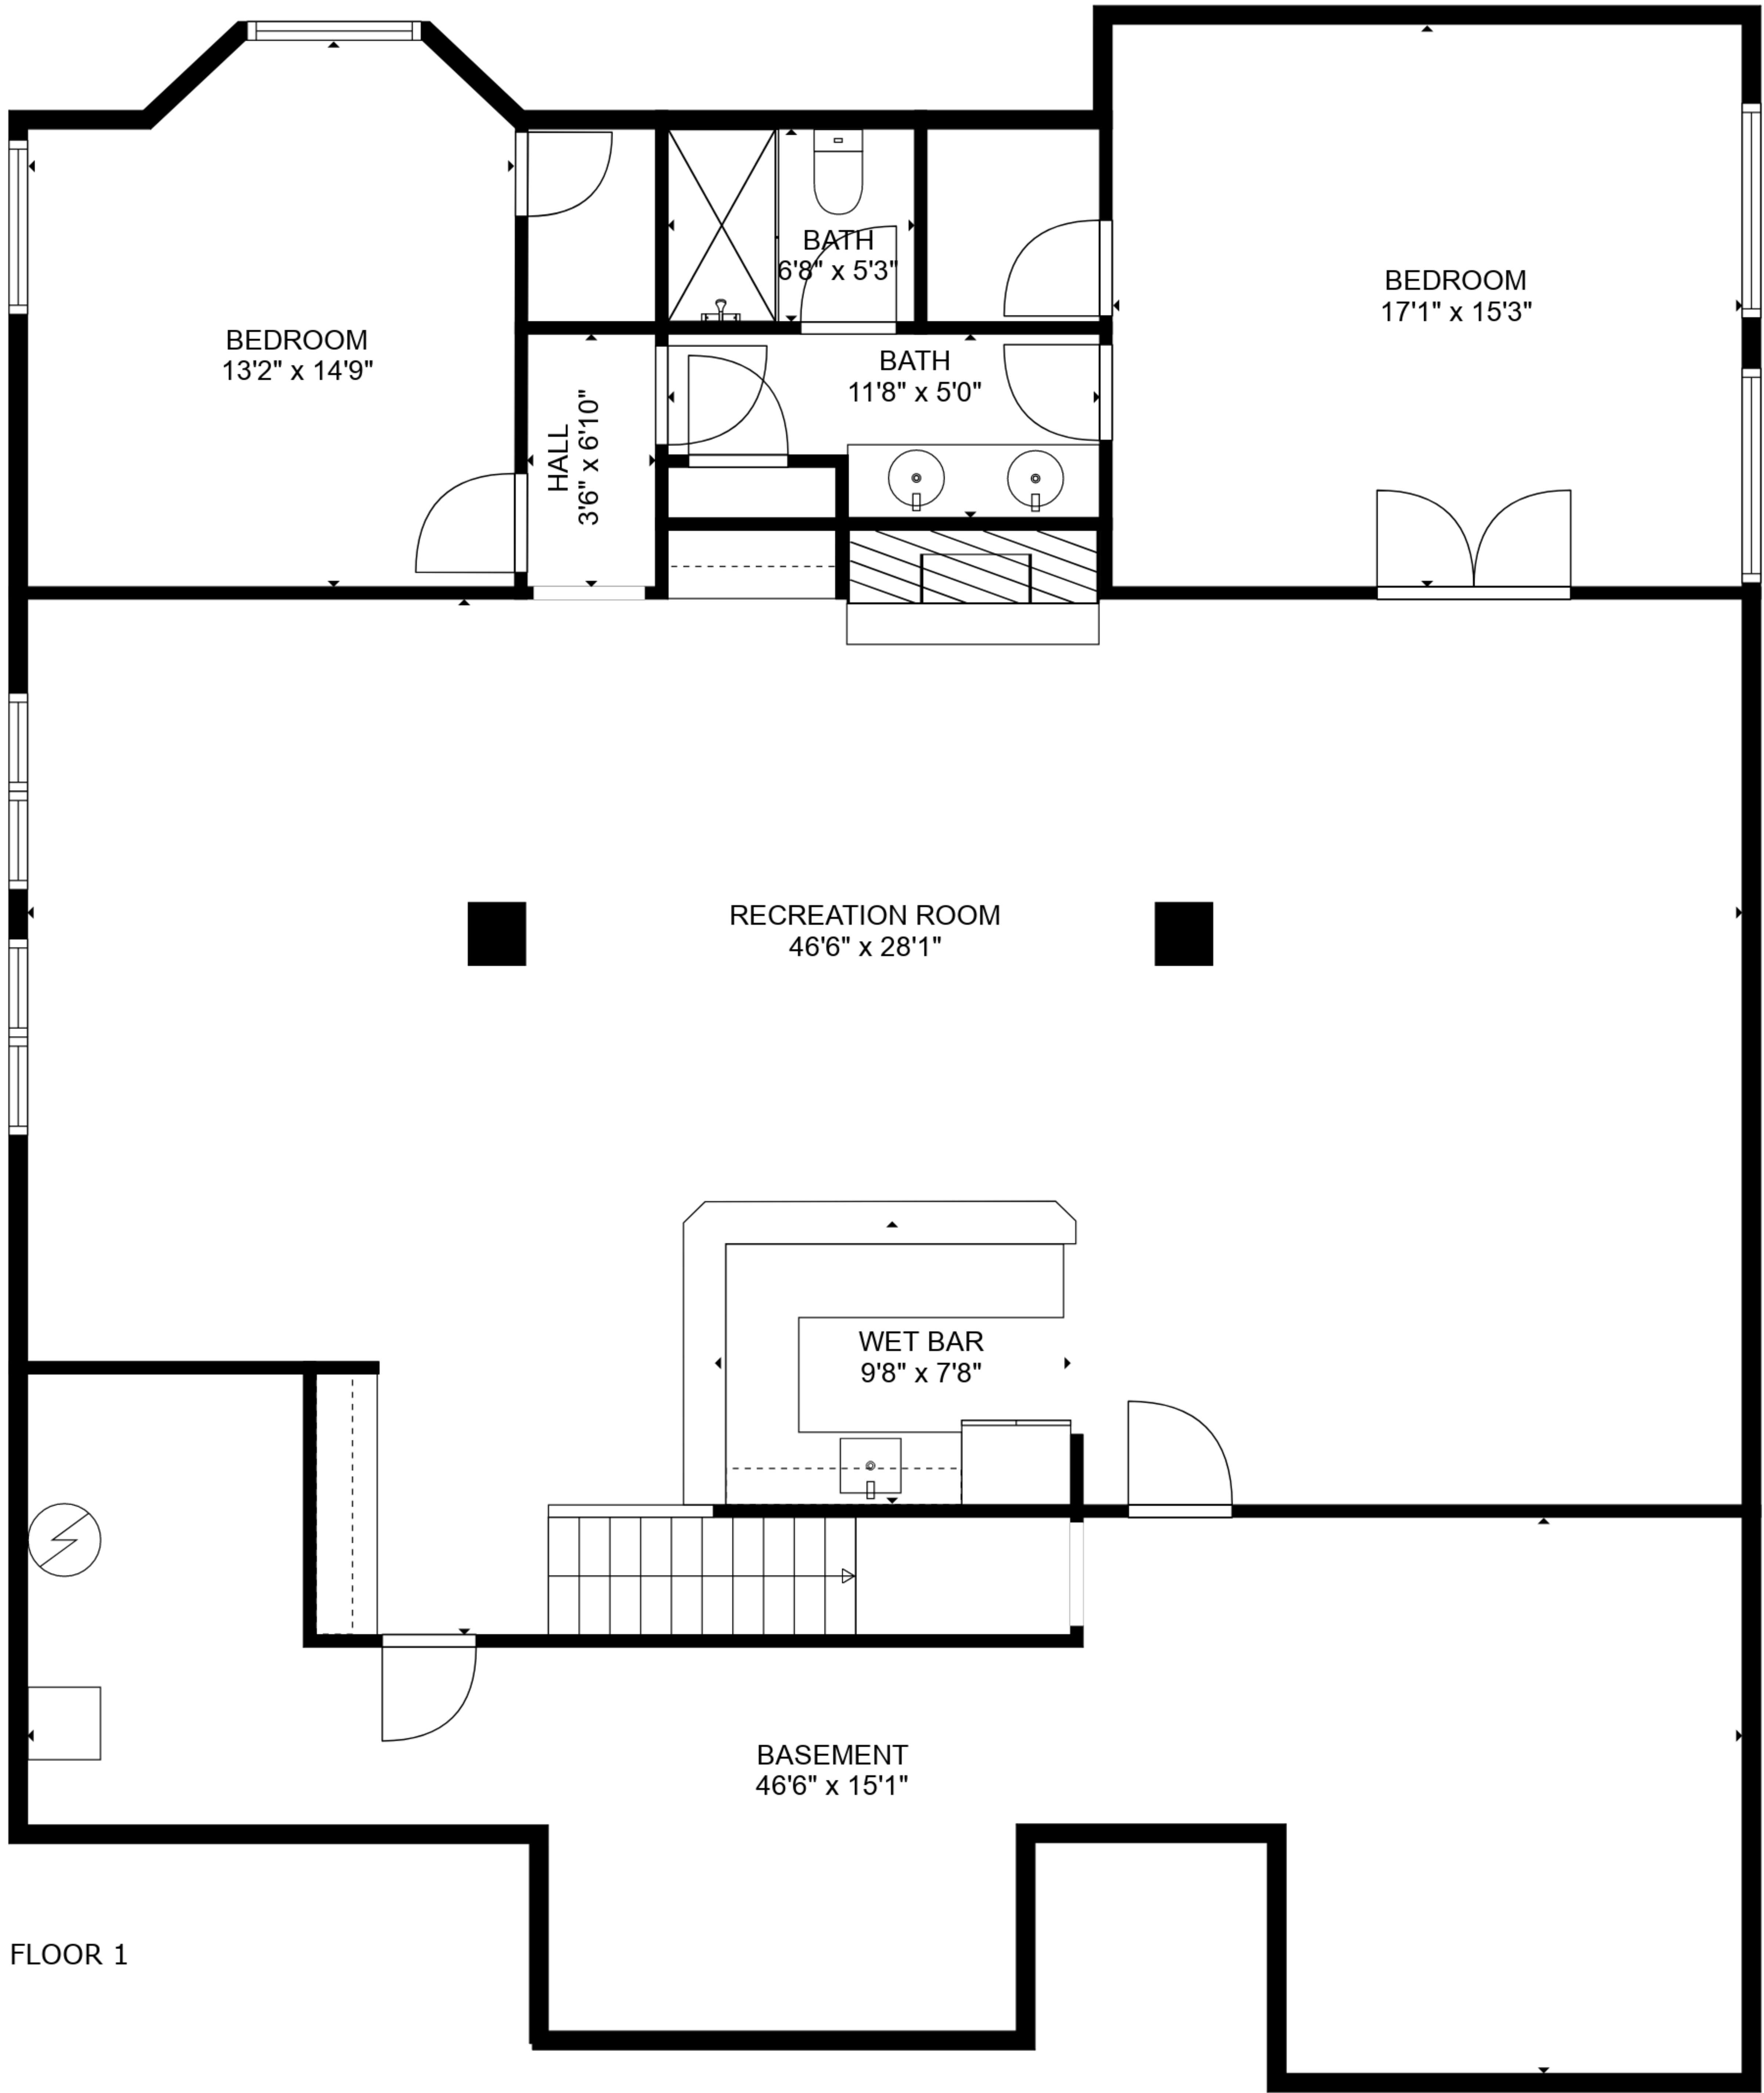 BEDROOM
13'2" x 14'9"
BATH
6'8" x 5'3"
BEDROOM
17'1" x 15'3"
BATH
11'8" x 5'0"
HALL
3'6" x 6'10"
RECREATION ROOM
46'6" x 28'1"
WET BAR
9'8" x 7'8"
BASEMENT
46'6" x 15'1"
FLOOR 1